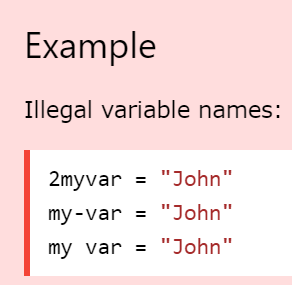 Example
Illegal variable names:
2myvar = "John"
my-var = "John"
my var = "John"